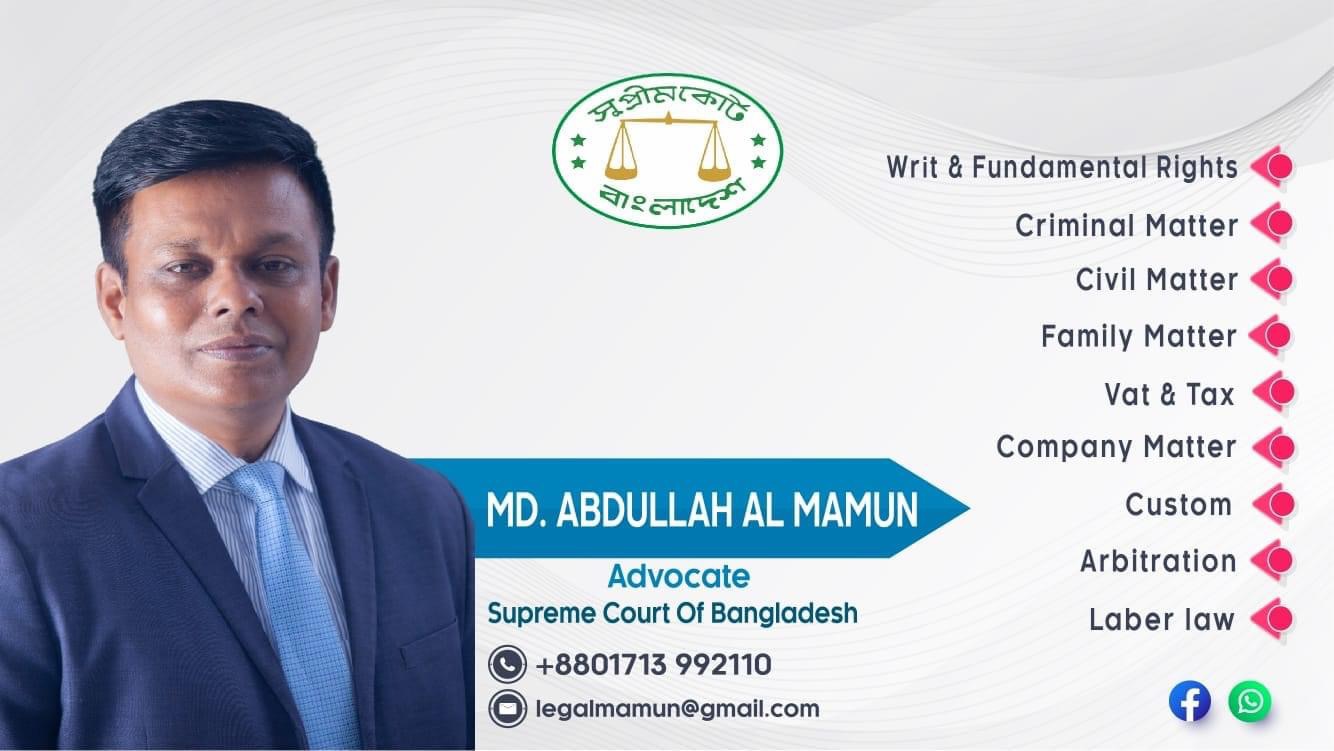 সুপ্রীম কোর্ট
বাংলাদেশ
Writ & Fundamental Rights
Criminal Matter
Civil Matter
Family Matter
Vat & Tax
Company Matter
Custom
Arbitration
Laber law
MD. ABDULLAH AL MAMUN
Advocate
Supreme Court Of Bangladesh
+8801713 992110
legalmamun@gmail.com